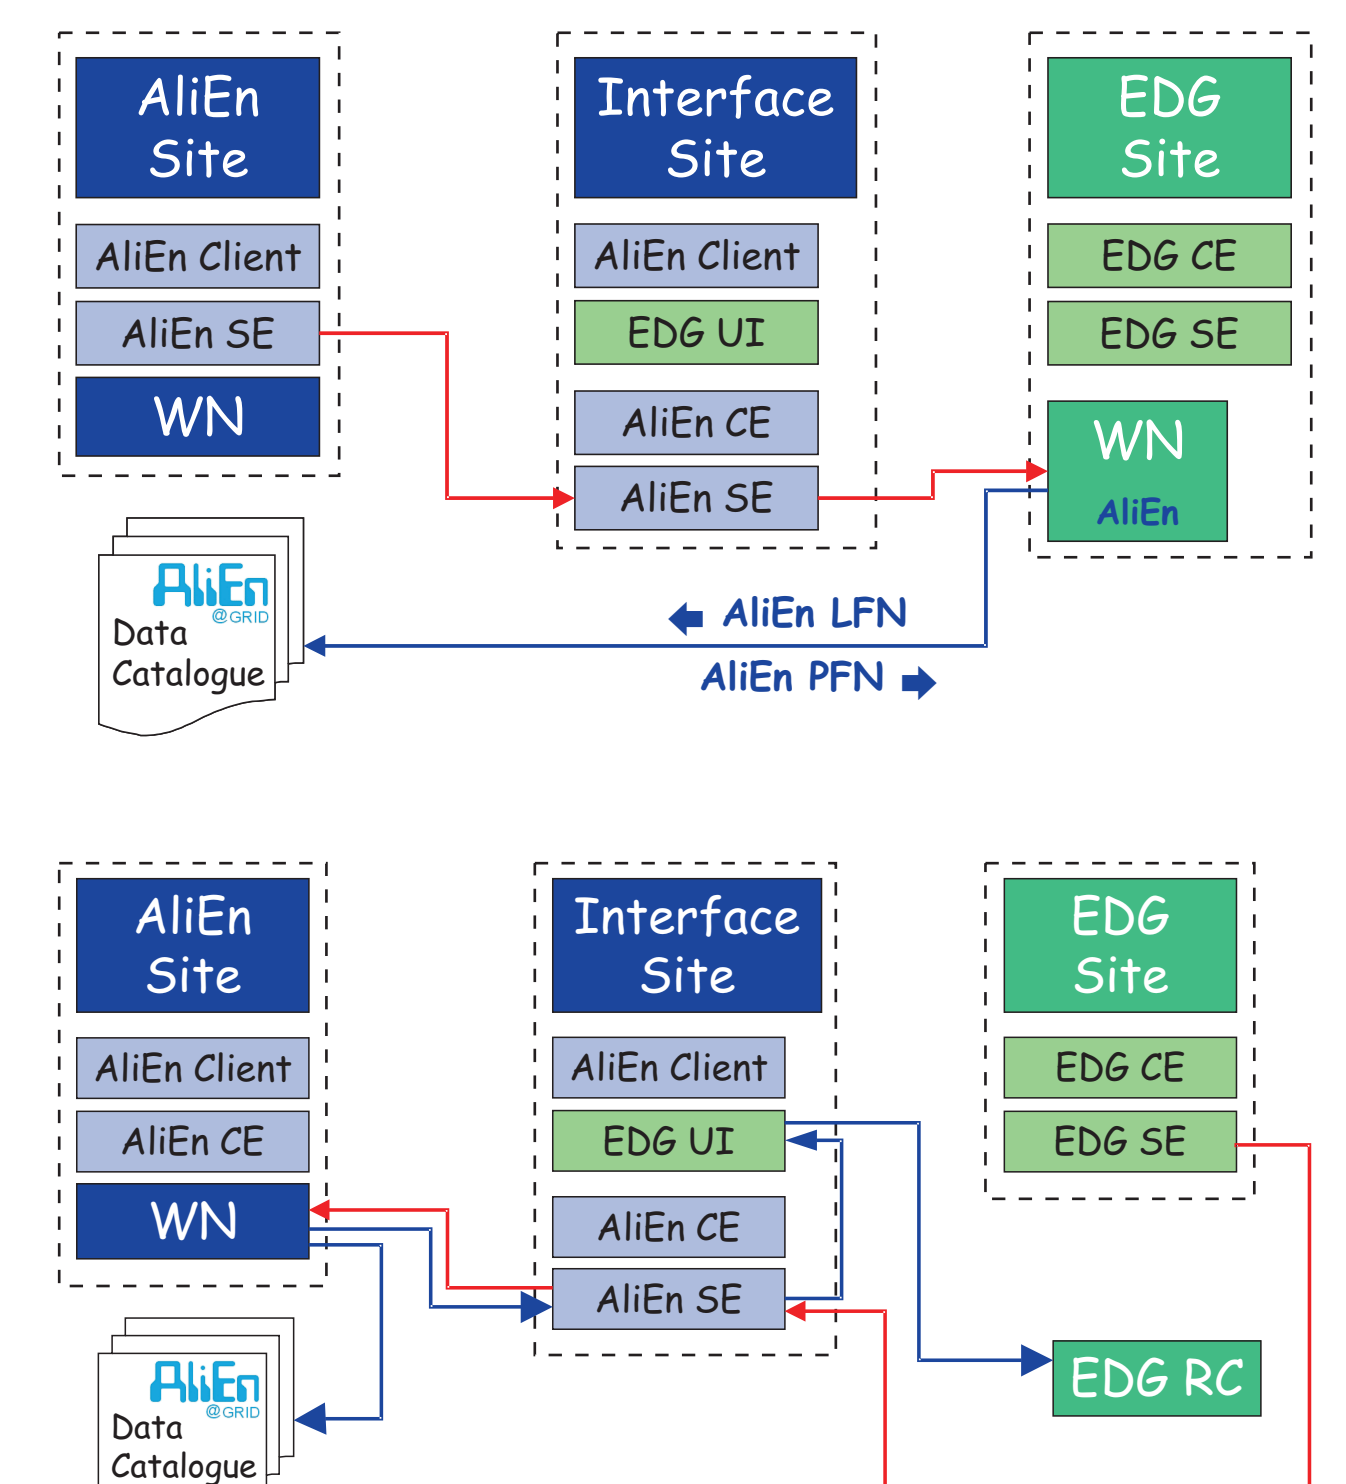 AliEn
Site
AliEn Client
AliEn SE
WN
Interface
Site
AliEn Client
EDG UI
AliEn CE
AliEn SE
EDG
Site
EDG CE
EDG SE
WN
AliEn
AliEn
@GRID
Data
Catalogue
AliEn LFN
AliEn PFN
AliEn
Site
AliEn Client
AliEn CE
WN
Interface
Site
AliEn Client
EDG UI
AliEn CE
AliEn SE
EDG
Site
EDG CE
EDG SE
EDG RC
AliEn
@GRID
Data
Catalogue